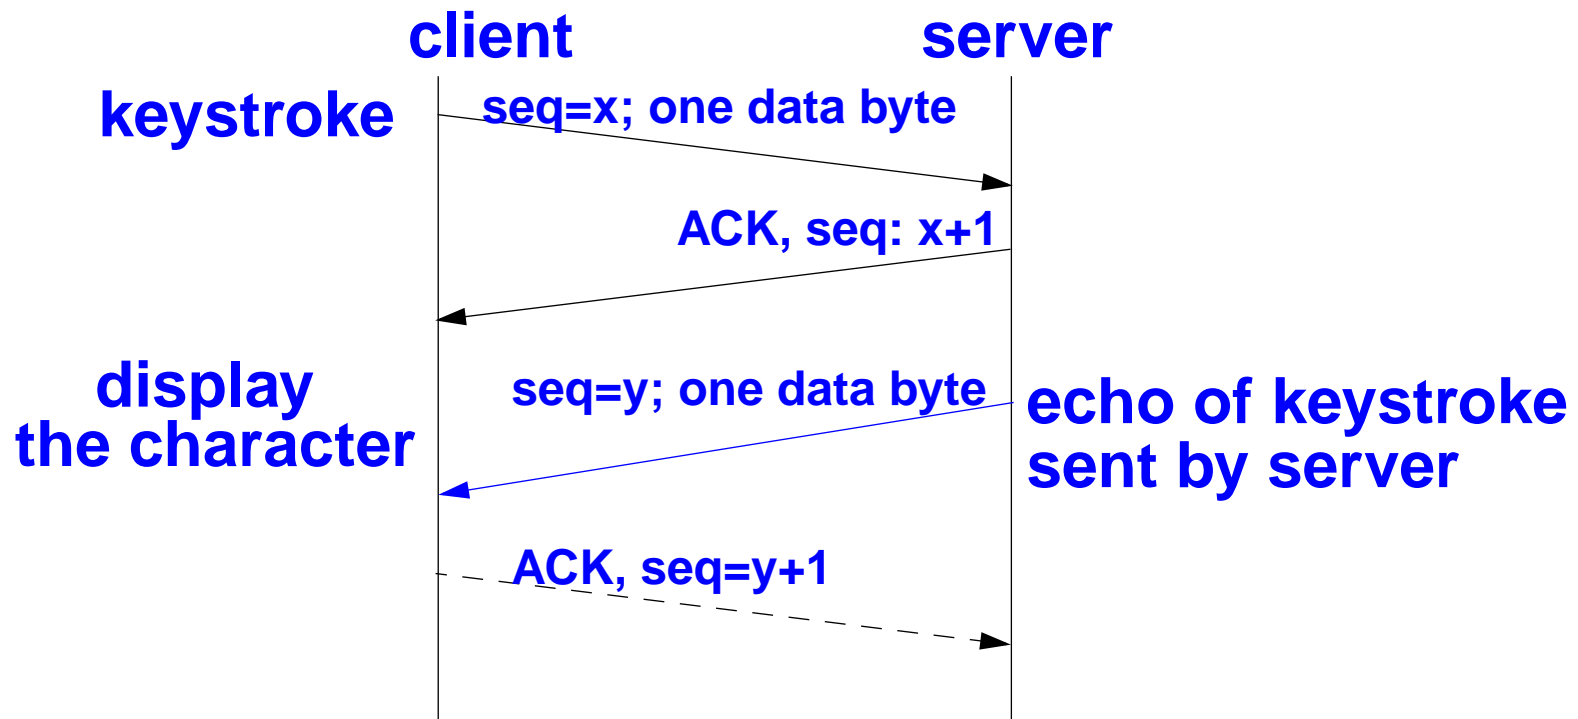 client
server
keystroke
seq=x; one data byte
ACK, seq: x+1
display
the character
seq=y; one data byte
echo of keystroke
sent by server
ACK, seq=y+1